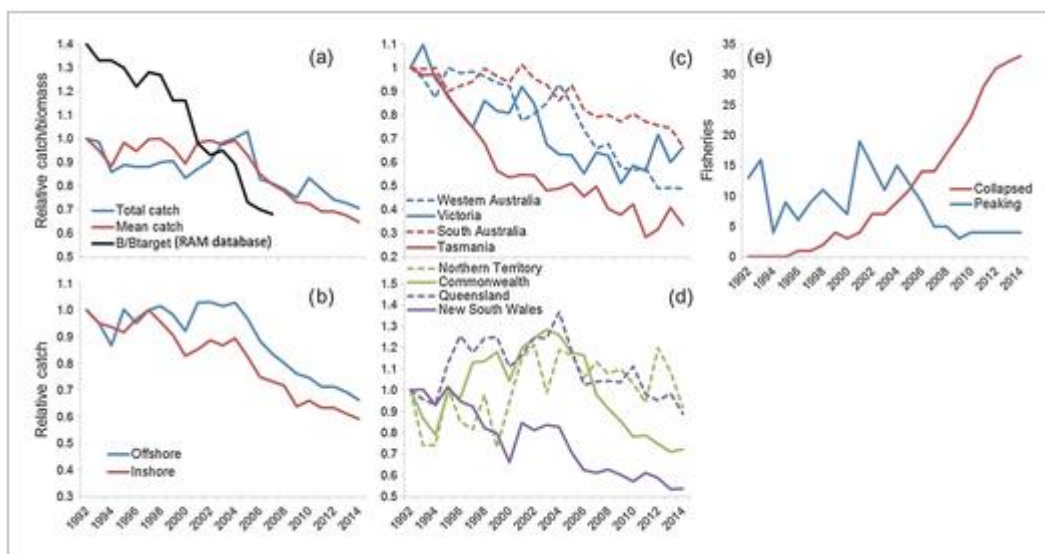 (a)
Relative catch/biomass
1.4
1.3
1.2
1.1
1.0
0.9
0.8
0.7
0.6
0.5
Total catch
Mean catch
B/Btarget (RAM database)
(b)
Relative catch
1.1
1.0
0.9
0.8
0.7
0.6
0.5
0.4
0.3
Offshore
Inshore
1992 1994 1996 1998 2000 2002 2004 2006 2008 2010 2012 2014
(c)
1.1
1.0
0.9
0.8
0.7
0.6
0.5
0.4
0.3
0.2
Western Australia
Victoria
South Australia
Tasmania
(d)
Northern Territory
Commonwealth
Queensland
New South Wales
1.5
1.4
1.3
1.2
1.1
1.0
0.9
0.8
0.7
0.6
0.5
1992 1994 1996 1998 2000 2002 2004 2006 2008 2010 2012 2014
(e)
Fisheries
35
30
25
20
15
10
5
0
Collapsed
Peaking
1992 1994 1996 1998 2000 2002 2004 2006 2008 2010 2012 2014